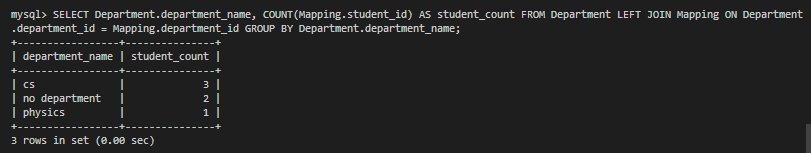 mysql> SELECT Department.department_name, COUNT(Mapping.student_id) AS student_count FROM Department LEFT JOIN Mapping ON Department
.department_id = Mapping.department_id GROUP BY Department.department_name;
+-----------------+---------------+
| department_name | student_count |
+-----------------+---------------+
| cs              |             3 |
| no department   |             2 |
| physics         |             1 |
+-----------------+---------------+
3 rows in set (0.00 sec)